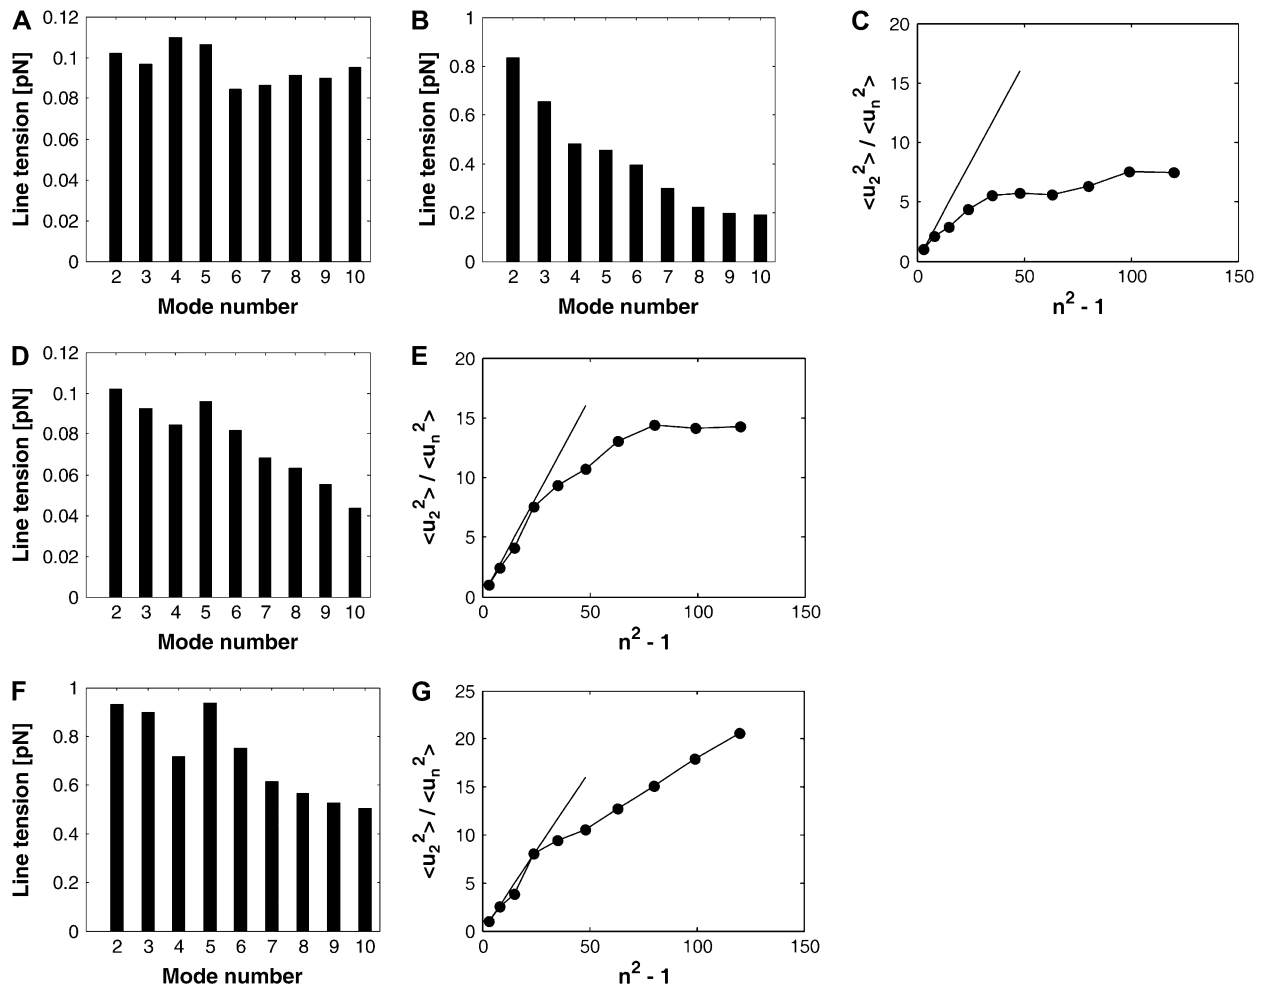 A
Line tension [pN]
0.12
0.1
0.08
0.06
0.04
0.02
0
2 3 4 5 6 7 8 9 10
Mode number
B
Line tension [pN]
1
0.8
0.6
0.4
0.2
0
2 3 4 5 6 7 8 9 10
Mode number
C
<u₂²> / <uₙ²>
20
15
10
5
0
0 50 100 150
n² - 1
D
Line tension [pN]
0.12
0.1
0.08
0.06
0.04
0.02
0
2 3 4 5 6 7 8 9 10
Mode number
E
<u₂²> / <uₙ²>
20
15
10
5
0
0 50 100 150
n² - 1
F
Line tension [pN]
1
0.8
0.6
0.4
0.2
0
2 3 4 5 6 7 8 9 10
Mode number
G
<u₂²> / <uₙ²>
25
20
15
10
5
0
0 50 100 150
n² - 1